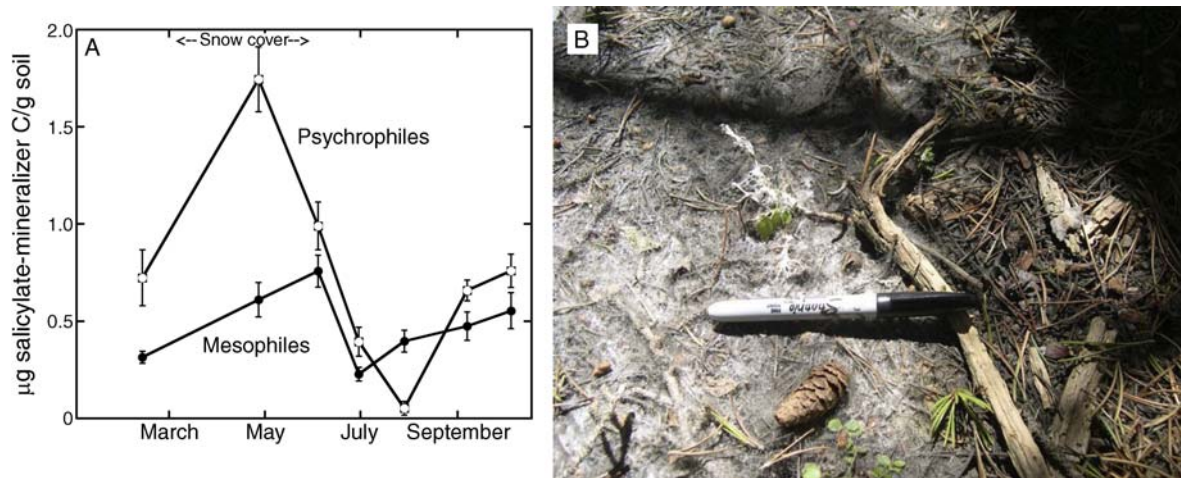 A
<-- Snow cover-->
2.0
1.5
1.0
0.5
0
Psychrophiles
Mesophiles
µg salicylate-mineralizer C/g soil
March May July September
B
Sharpie